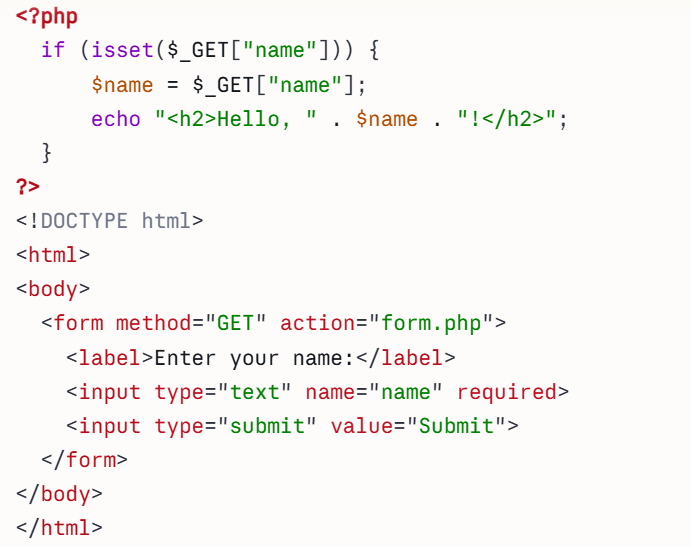 <?php
  if (isset($_GET["name"])) {
      $name = $_GET["name"];
      echo "<h2>Hello, " . $name . "!</h2>";
  }
?>
<!DOCTYPE html>
<html>
<body>
  <form method="GET" action="form.php">
    <label>Enter your name:</label>
    <input type="text" name="name" required>
    <input type="submit" value="Submit">
  </form>
</body>
</html>